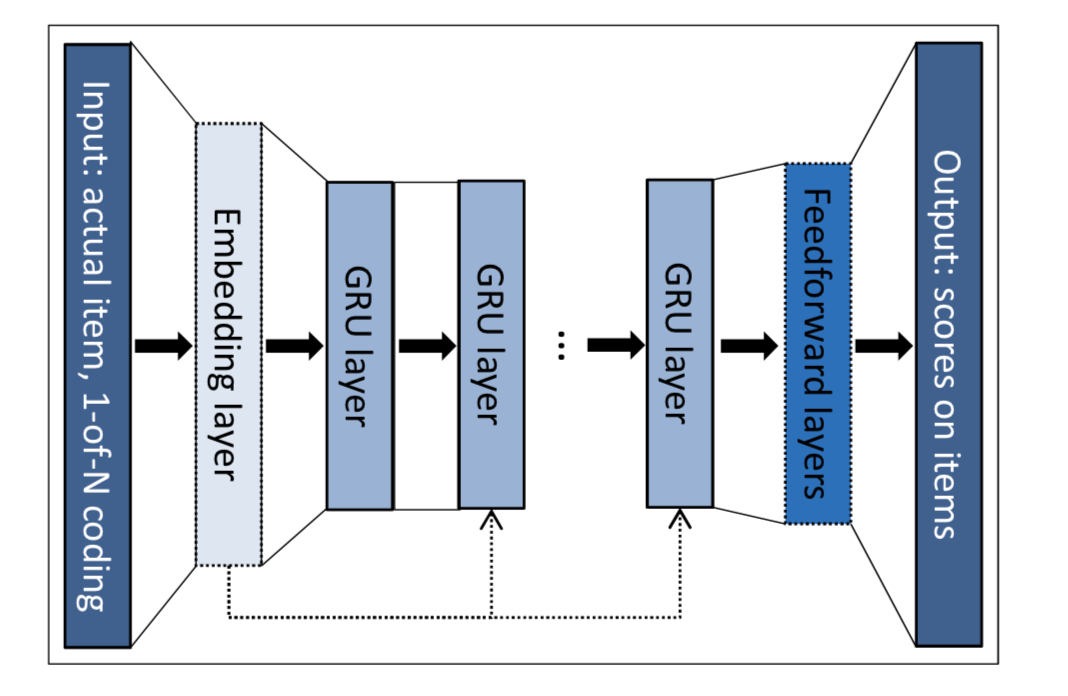 Input: actual item, 1-of-N coding
Embedding layer
GRU layer
GRU layer
...
GRU layer
Feedforward layers
Output: scores on items